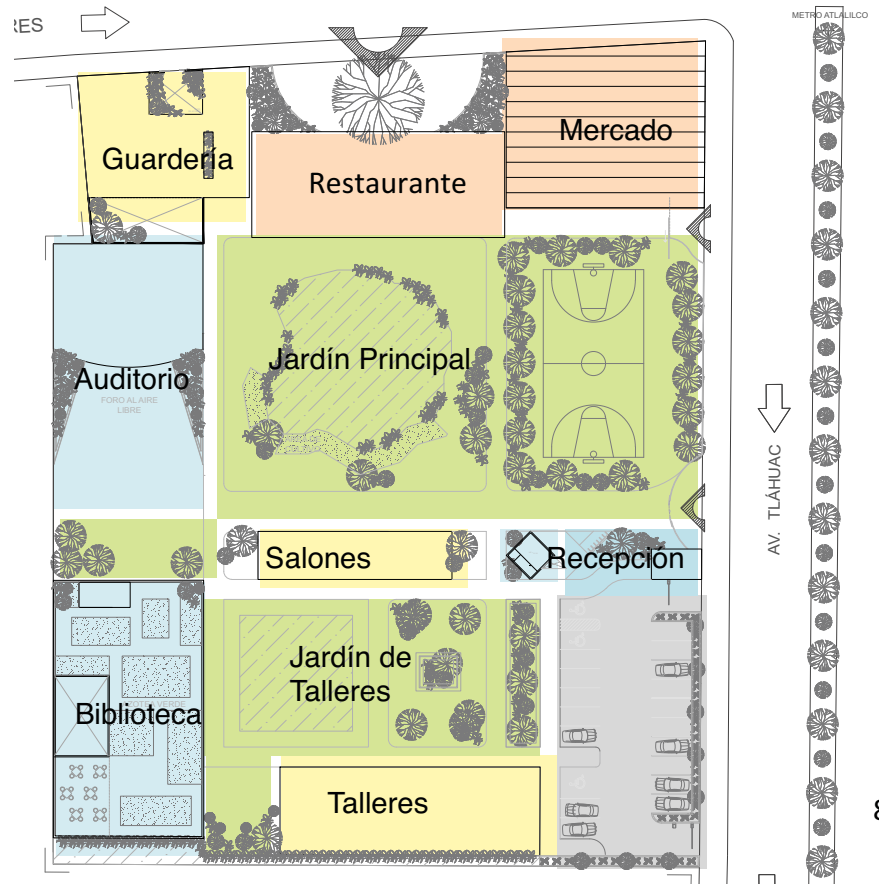 RES
METRO ATLALILCO
Mercado
Guardería
Restaurante
Jardín Principal
Auditorio
FORO AL AIRE
LIBRE
AV. TLÁHUAC
Salones
Recepción
Jardín de
Talleres
Biblioteca
VERDE
Talleres